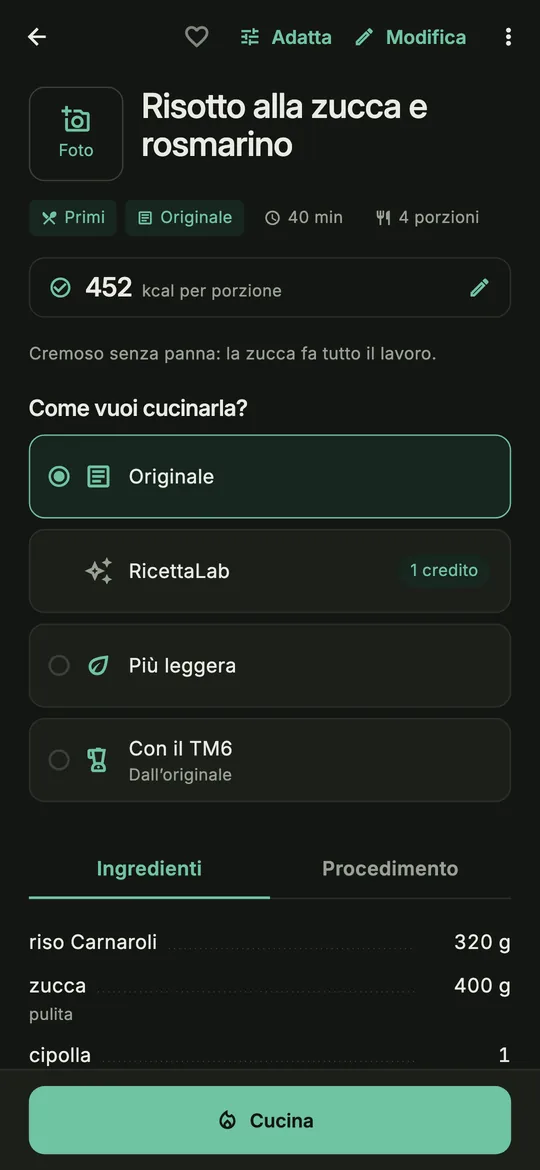 Adatta
Modifica
Foto
Risotto alla zucca e
rosmarino
Primi
Originale
40 min
4 porzioni
452 kcal per porzione
Cremoso senza panna: la zucca fa tutto il lavoro.
Come vuoi cucinarla?
Originale
RicettaLab
1 credito
Più leggera
Con il TM6
Dall’originale
Ingredienti
Procedimento
riso Carnaroli 320 g
zucca 400 g
pulita
cipolla 1
Cucina